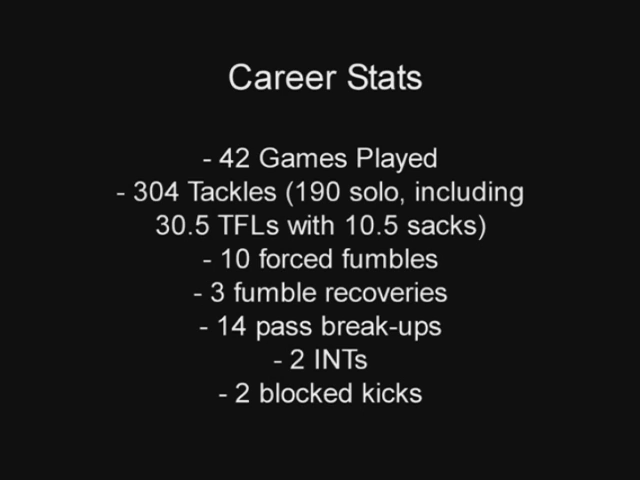 Career Stats
- 42 Games Played
- 304 Tackles (190 solo, including
30.5 TFLs with 10.5 sacks)
- 10 forced fumbles
- 3 fumble recoveries
- 14 pass break-ups
- 2 INTs
- 2 blocked kicks